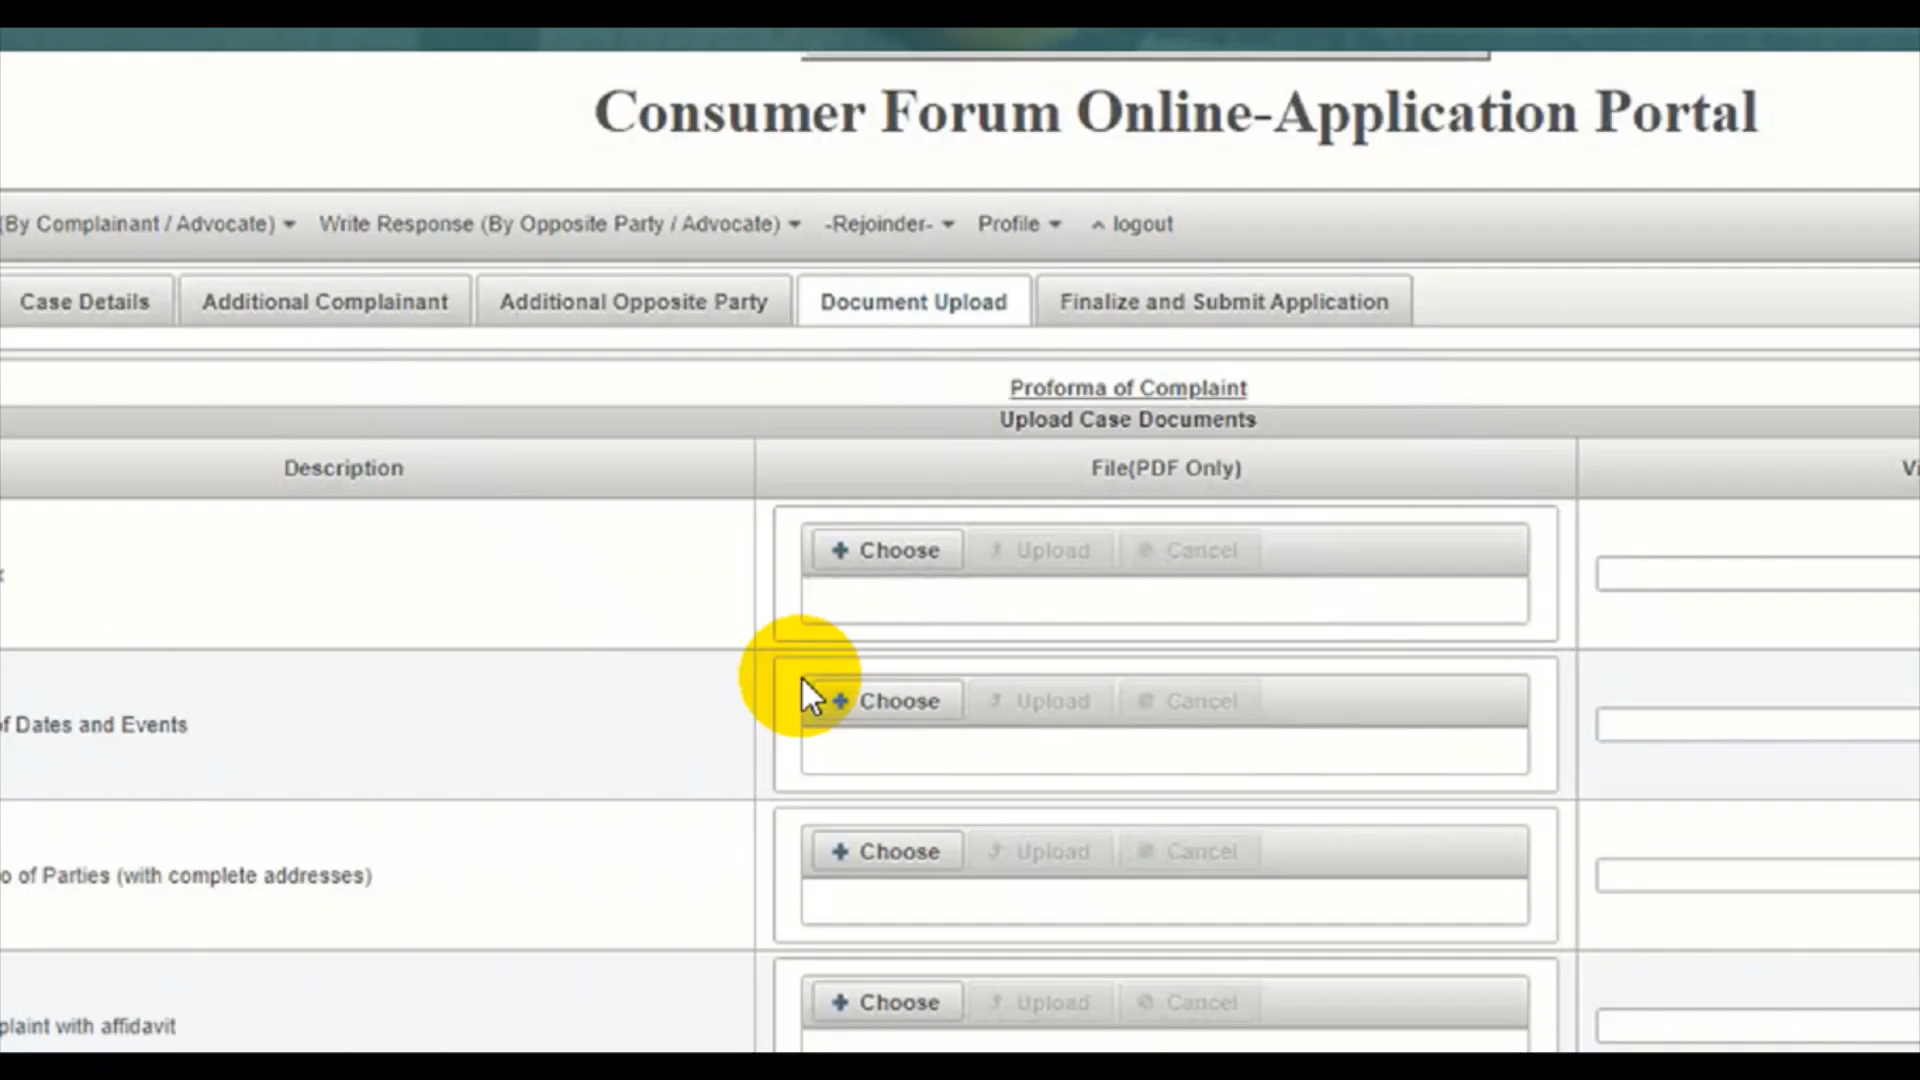 Consumer Forum Online-Application Portal
(By Complainant / Advocate) Write Response (By Opposite Party / Advocate) -Rejoinder- Profile logout
Case Details Additional Complainant Additional Opposite Party Document Upload Finalize and Submit Application
Proforma of Complaint
Upload Case Documents
Description File(PDF Only)
Choose Upload Cancel
of Dates and Events Choose Upload Cancel
o of Parties (with complete addresses) Choose Upload Cancel
plaint with affidavit Choose Upload Cancel